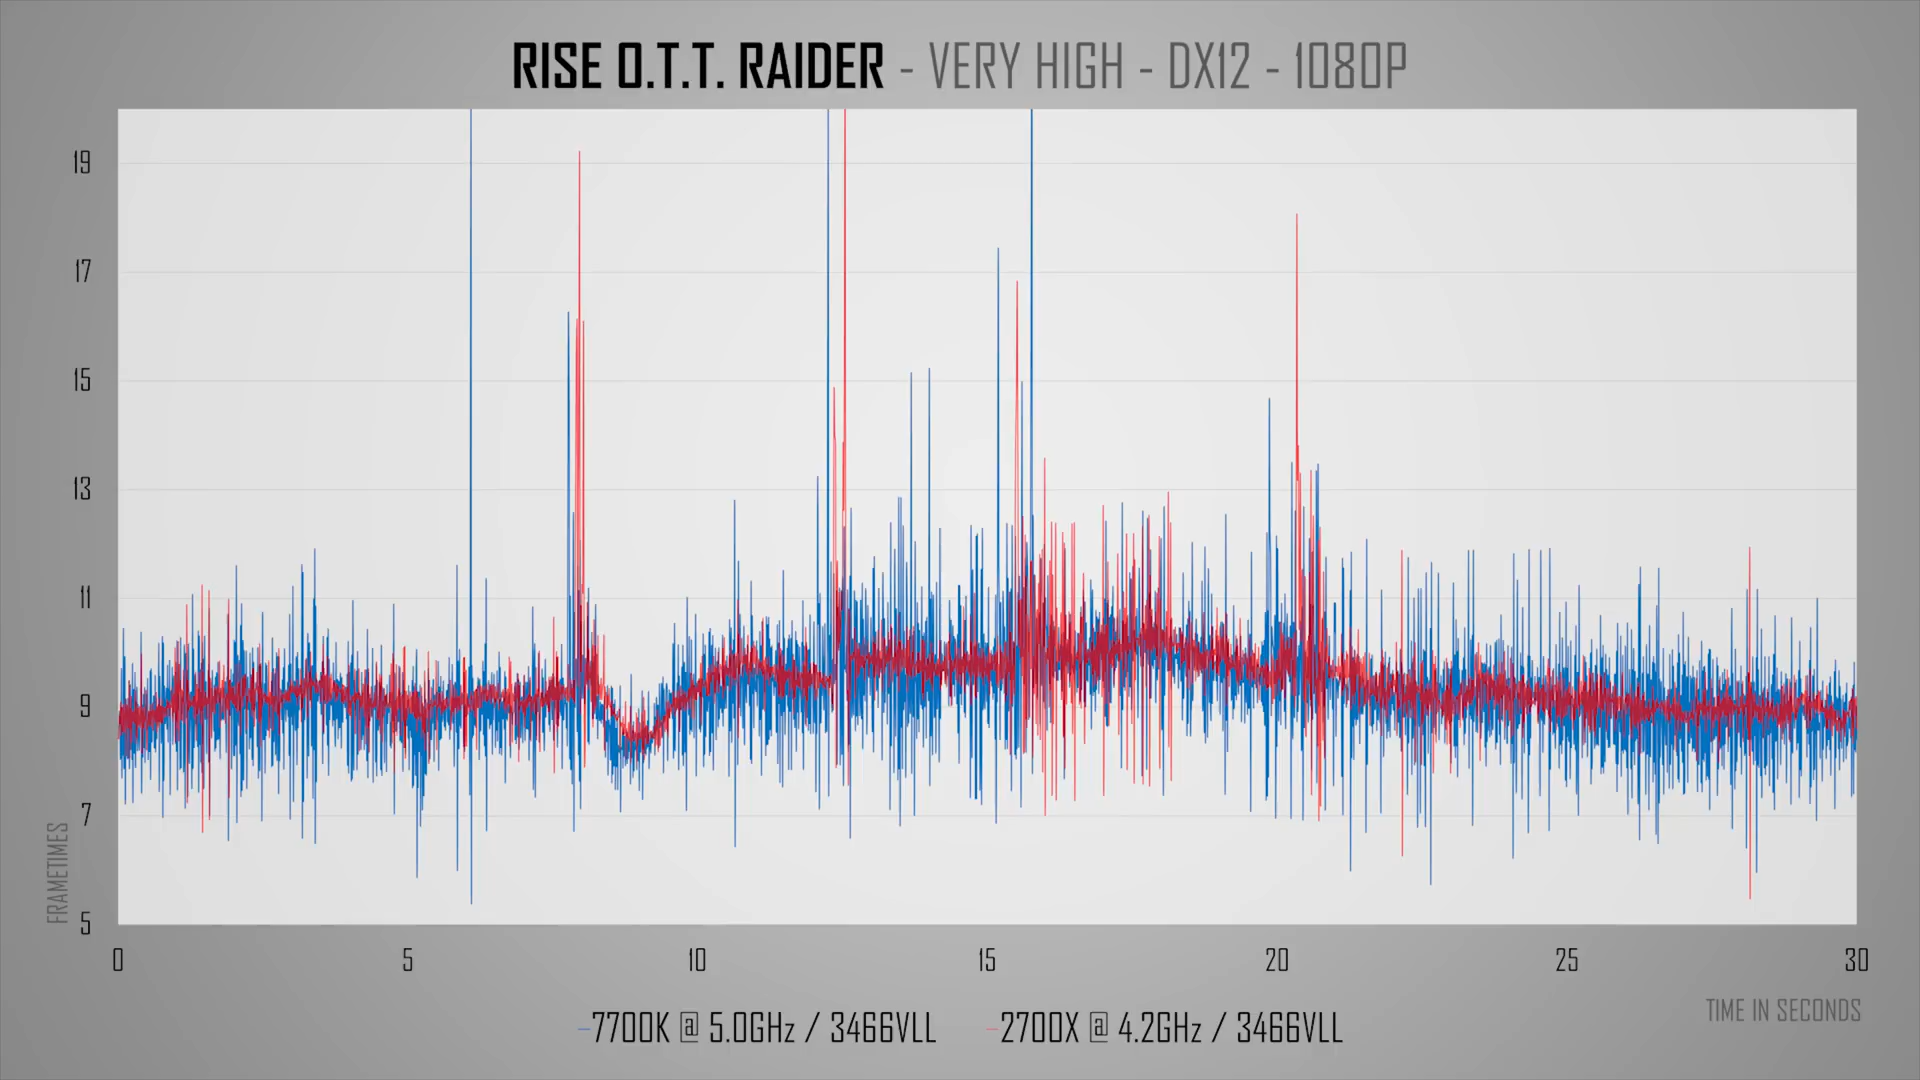 RISE O.T.T. RAIDER - VERY HIGH - DX12 - 1080P
19
17
15
13
11
9
7
5
FRAMETIMES
0 5 10 15 20 25 30
TIME IN SECONDS
7700K @ 5.0GHz / 3466VLL 2700X @ 4.2GHz / 3466VLL